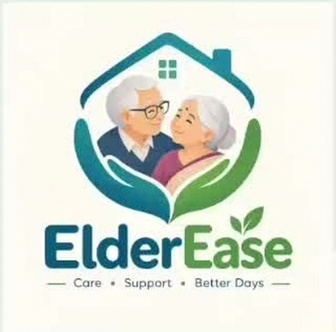 ElderEase
Care • Support • Better Days